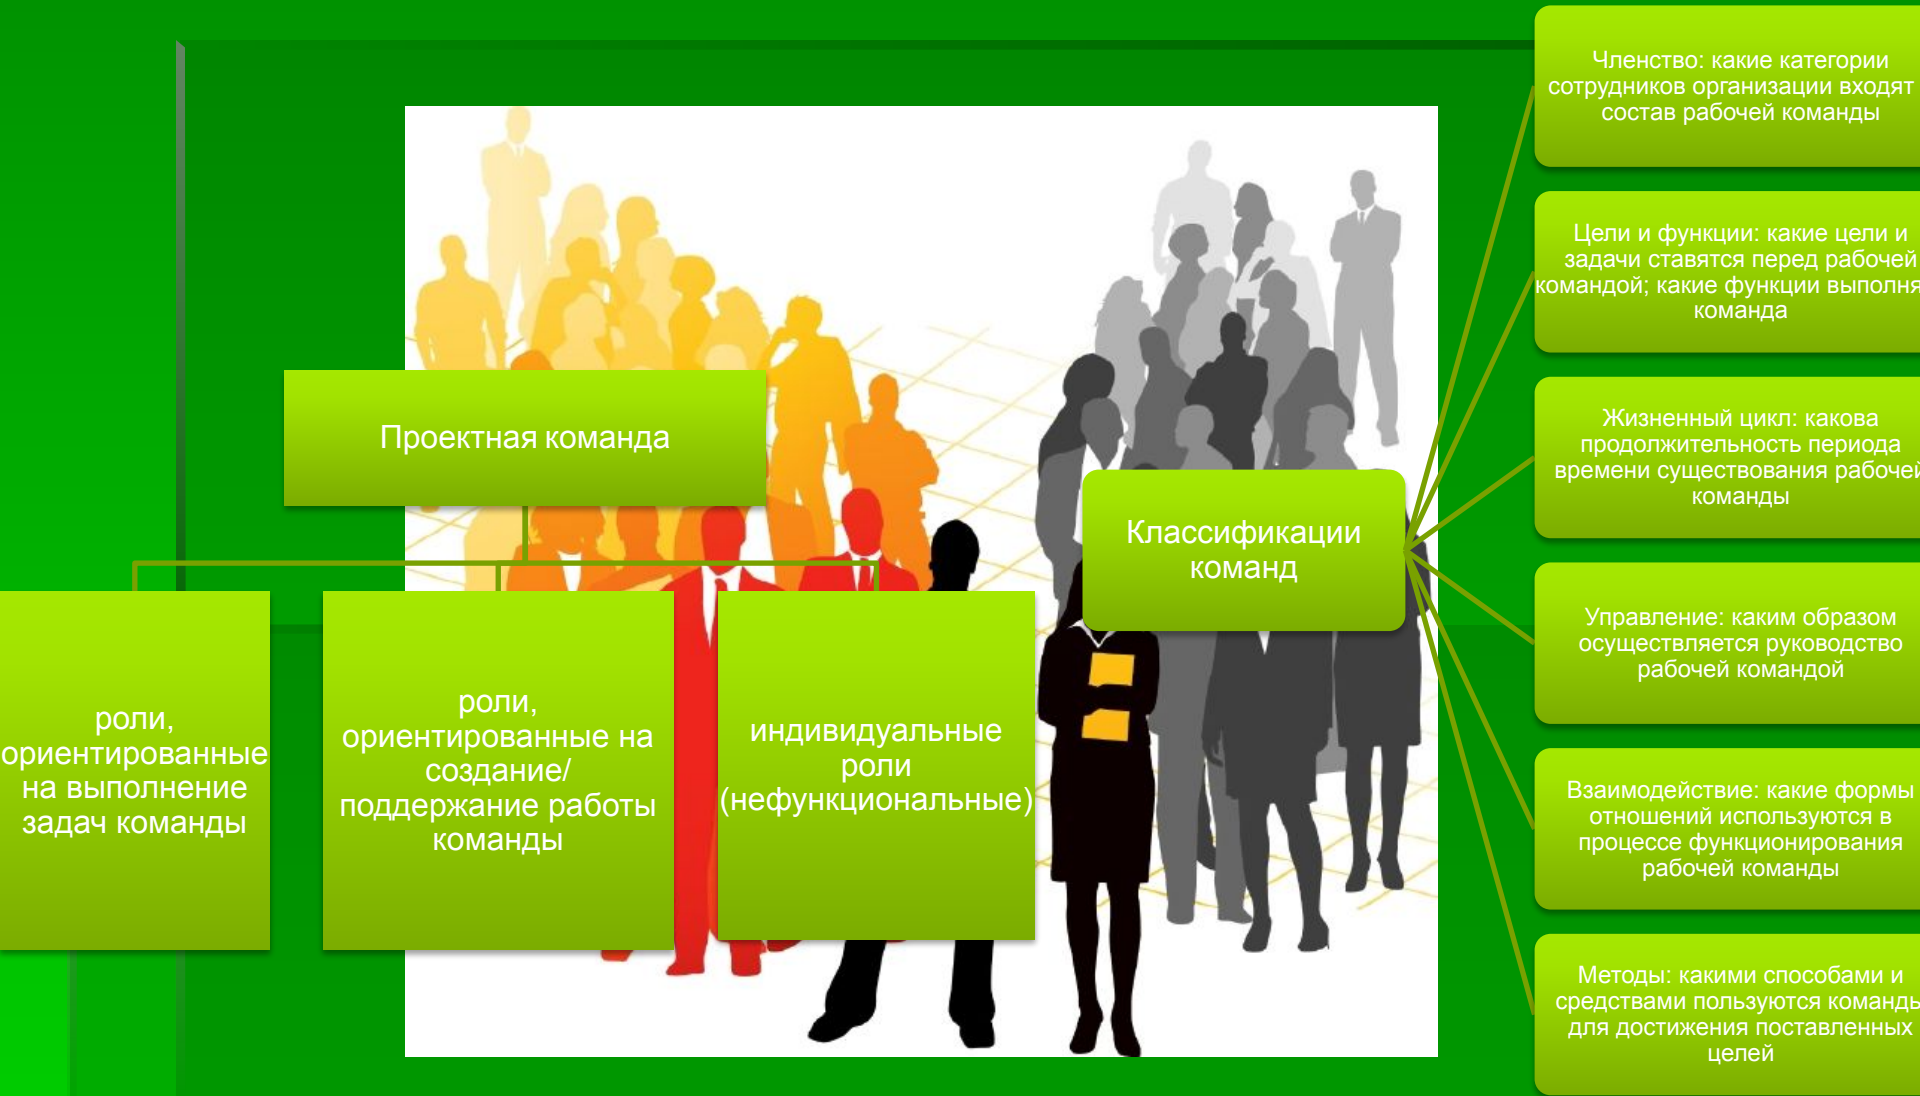 Проектная команда
роли,
ориентированные
на выполнение
задач команды
роли,
ориентированные на
создание/
поддержание работы
команды
индивидуальные
роли
(нефункциональные)
Классификации
команд
Членство: какие категории
сотрудников организации входят
состав рабочей команды
Цели и функции: какие цели и
задачи ставятся перед рабочей
командой; какие функции выполня
команда
Жизненный цикл: какова
продолжительность периода
времени существования рабочей
команды
Управление: каким образом
осуществляется руководство
рабочей командой
Взаимодействие: какие формы
отношений используются в
процессе функционирования
рабочей команды
Методы: какими способами и
средствами пользуются команды
для достижения поставленных
целей